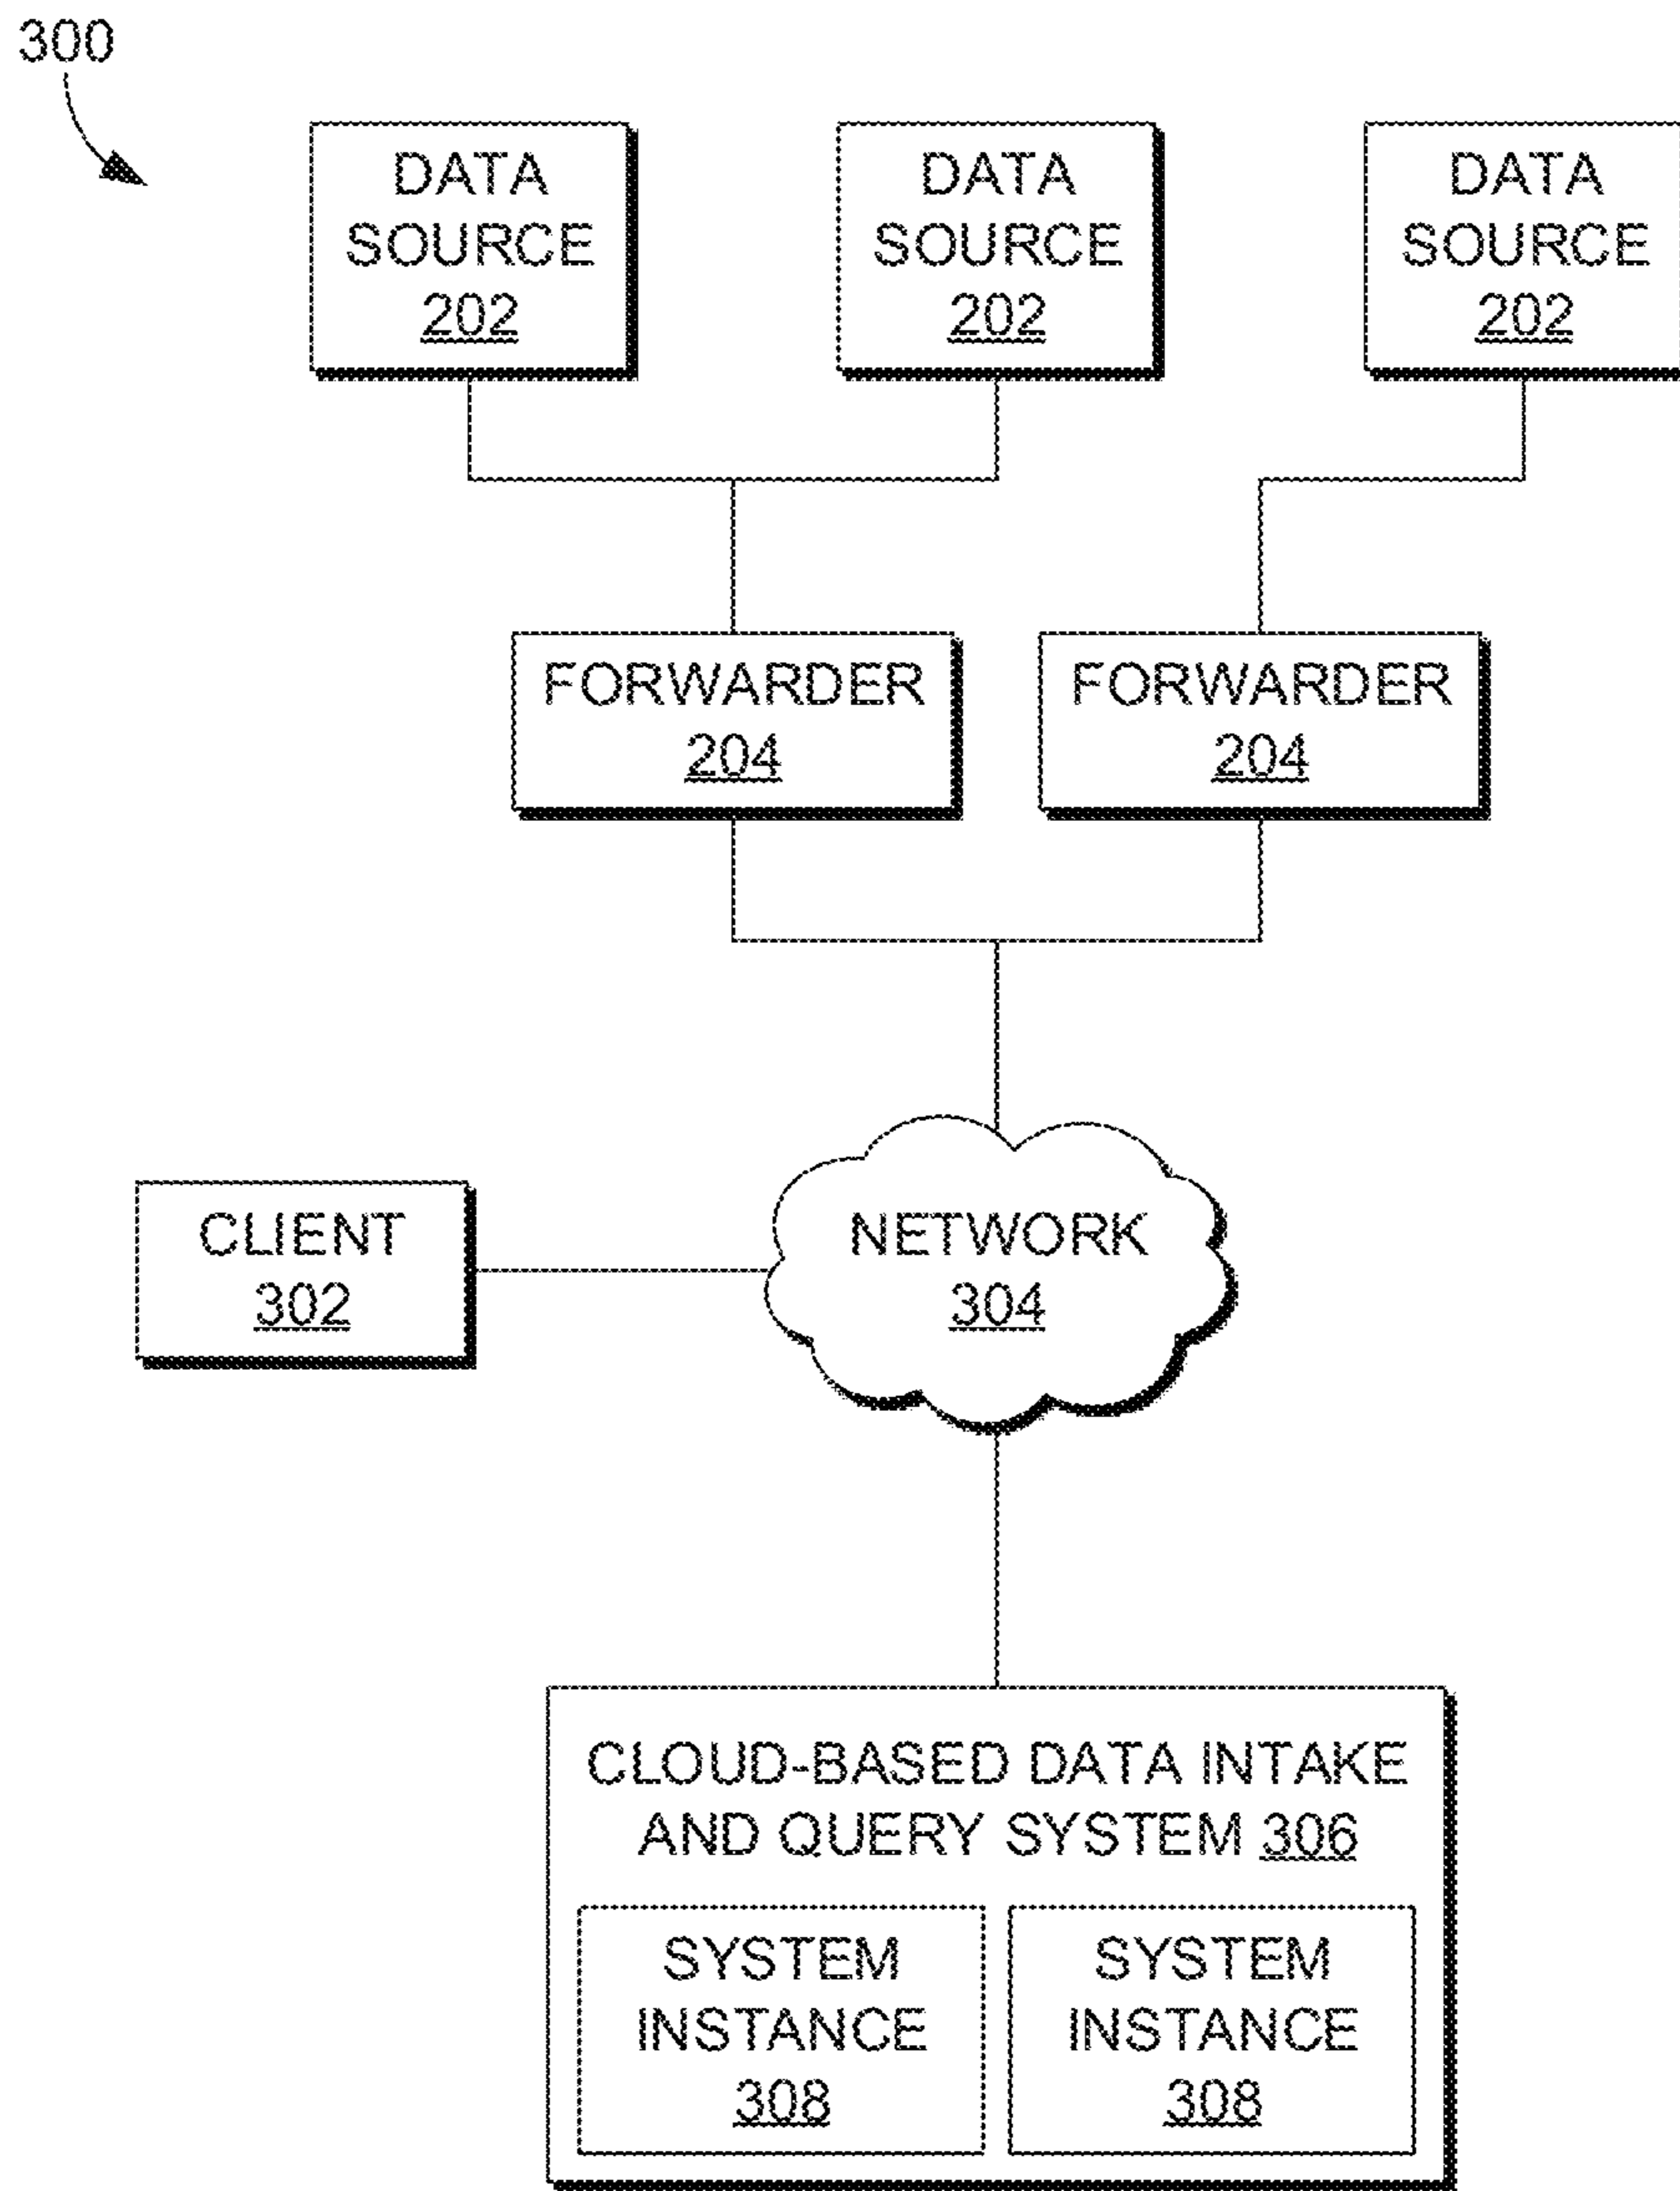 300
DATA
SOURCE
202
DATA
SOURCE
202
DATA
SOURCE
202
FORWARDER
204
FORWARDER
204
CLIENT
302
NETWORK
304
CLOUD-BASED DATA INTAKE
AND QUERY SYSTEM 306
SYSTEM
INSTANCE
308
SYSTEM
INSTANCE
308